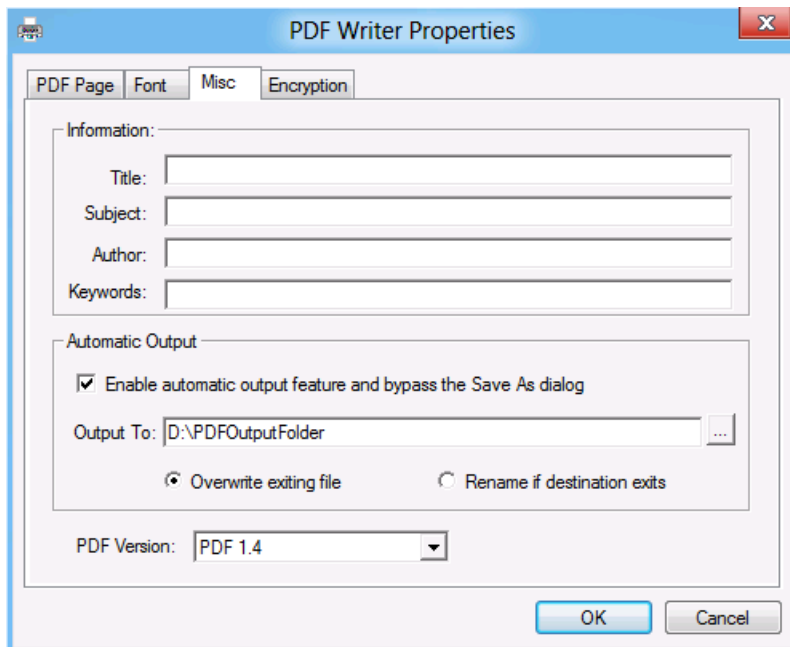 PDF Writer Properties
X
PDF Page Font Misc Encryption
Information:
Title:
Subject:
Author:
Keywords:
Automatic Output
Enable automatic output feature and bypass the Save As dialog
Output To: D:\PDFOutputFolder ...
Overwrite exiting file Rename if destination exits
PDF Version: PDF 1.4
OK Cancel